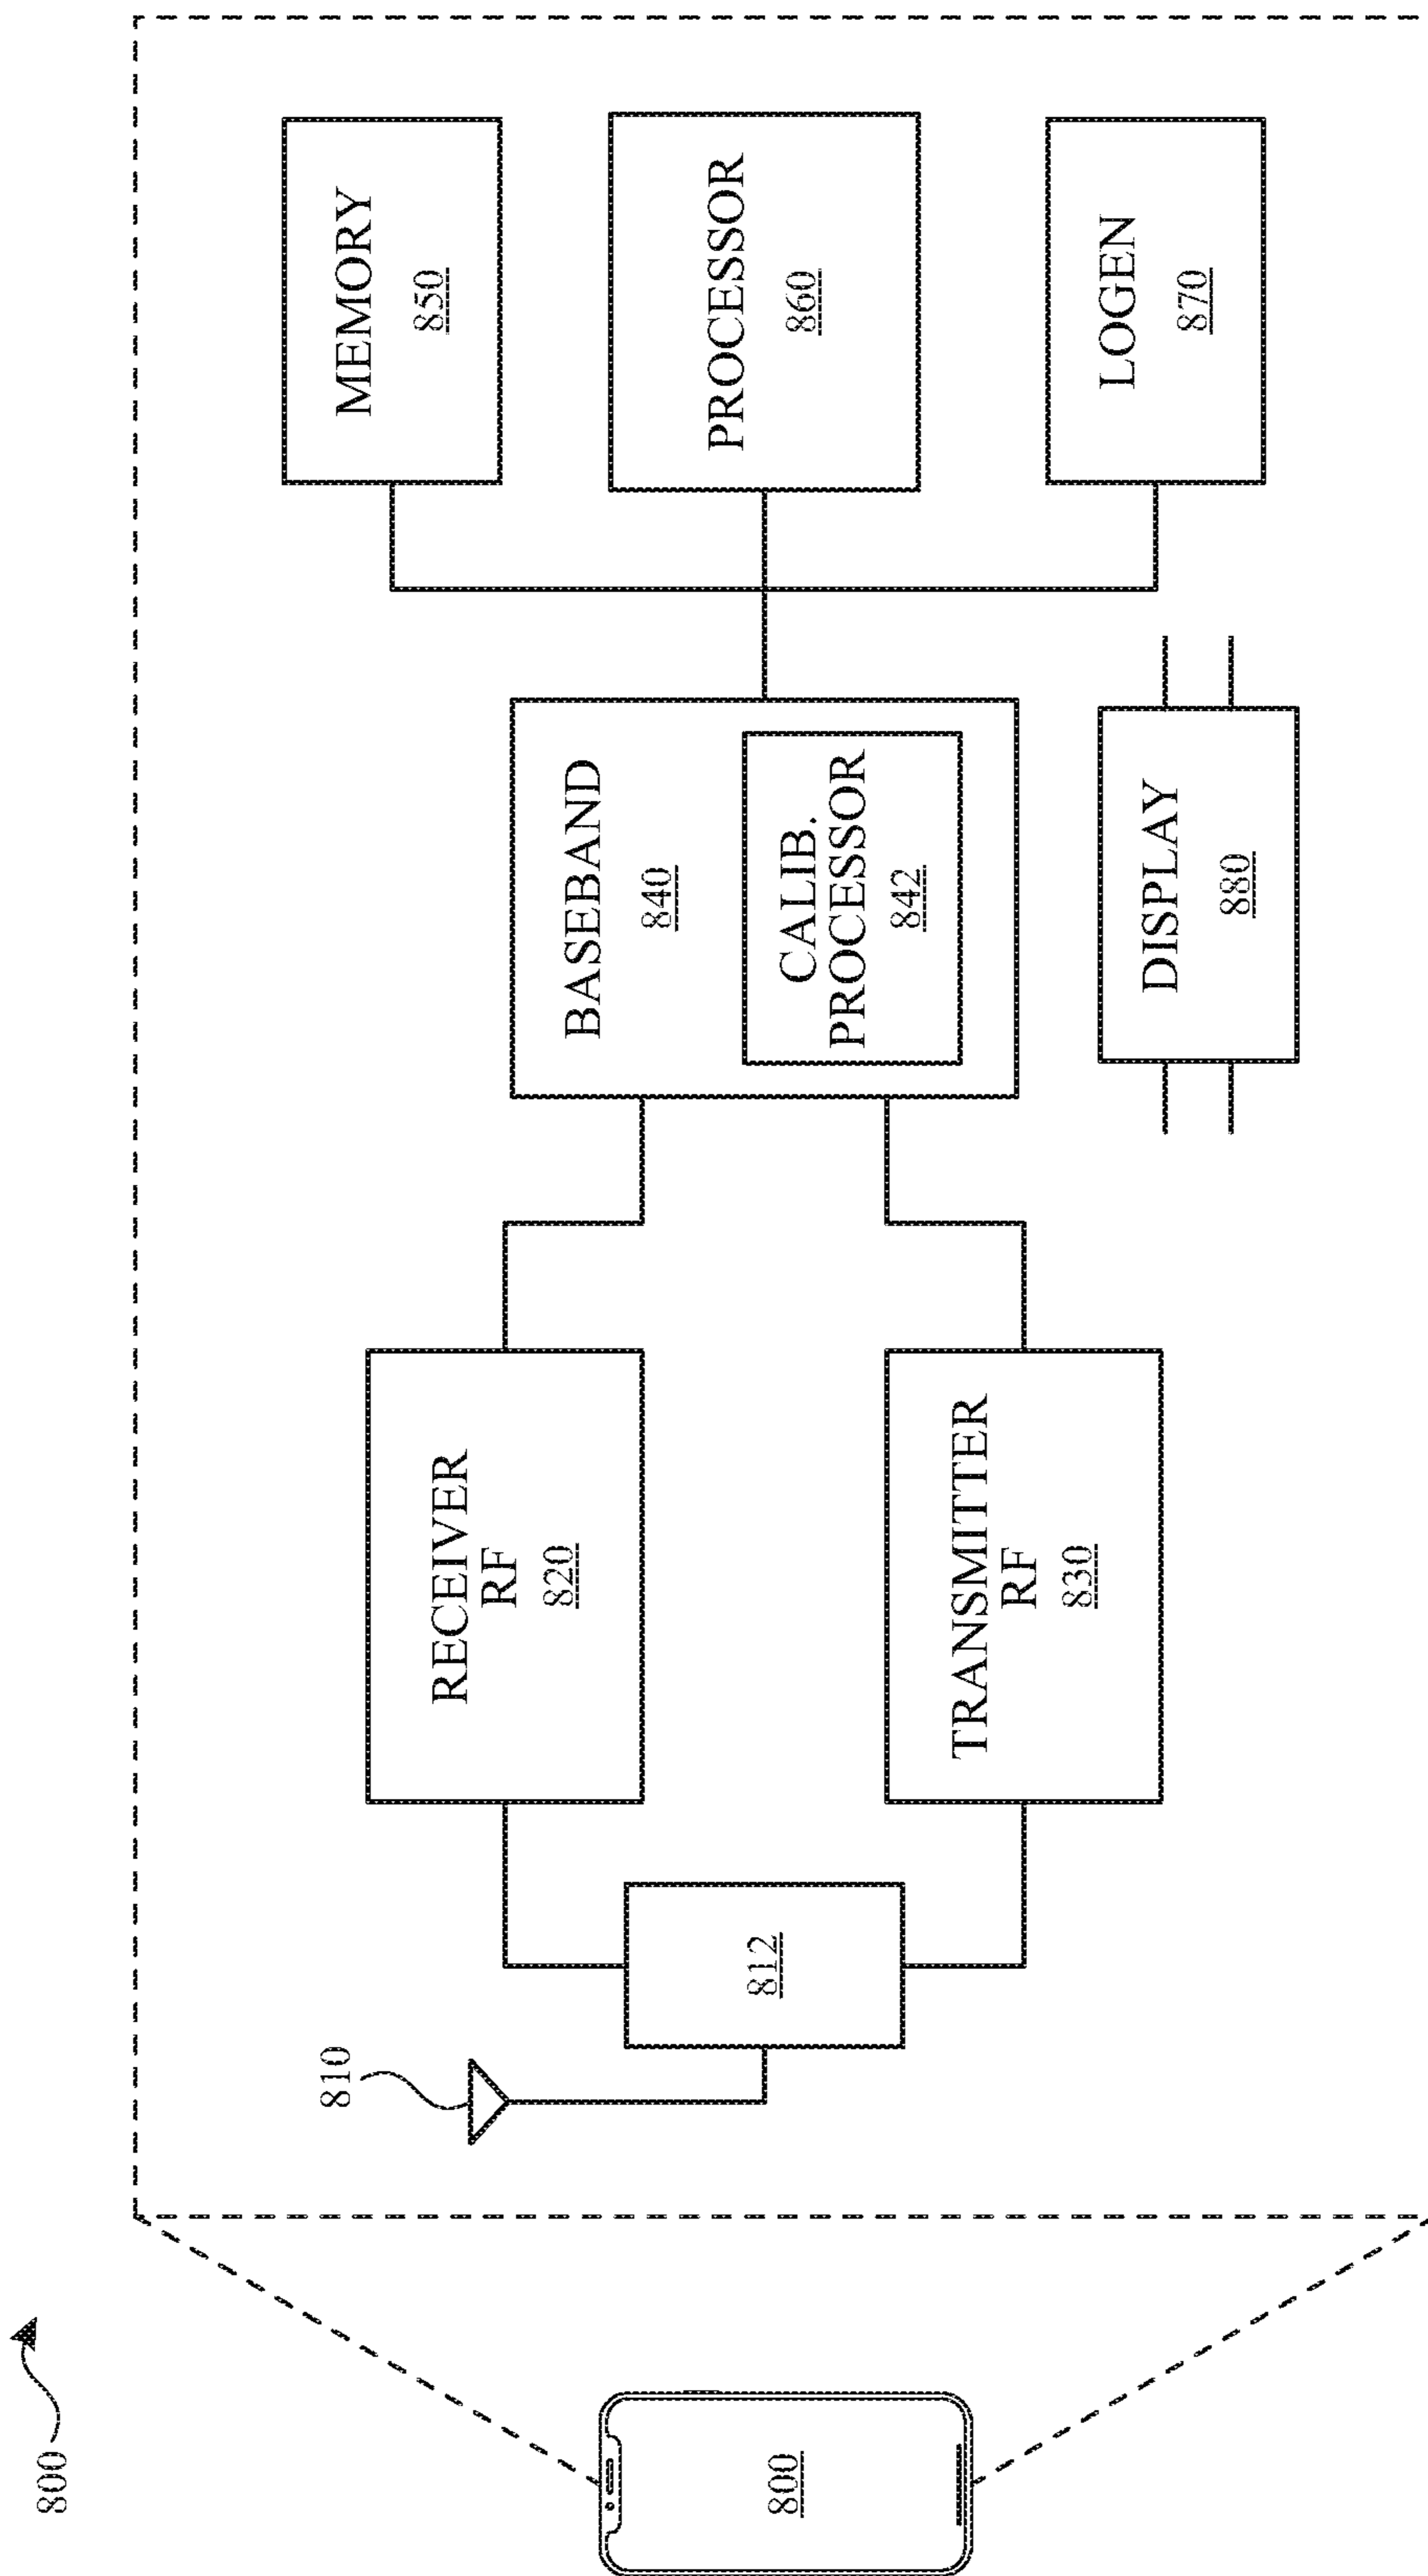 800
800
810
812
RECEIVER
RF
820
TRANSMITTER
RF
830
BASEBAND
840
CALIB.
PROCESSOR
842
DISPLAY
880
MEMORY
850
PROCESSOR
860
LOGEN
870